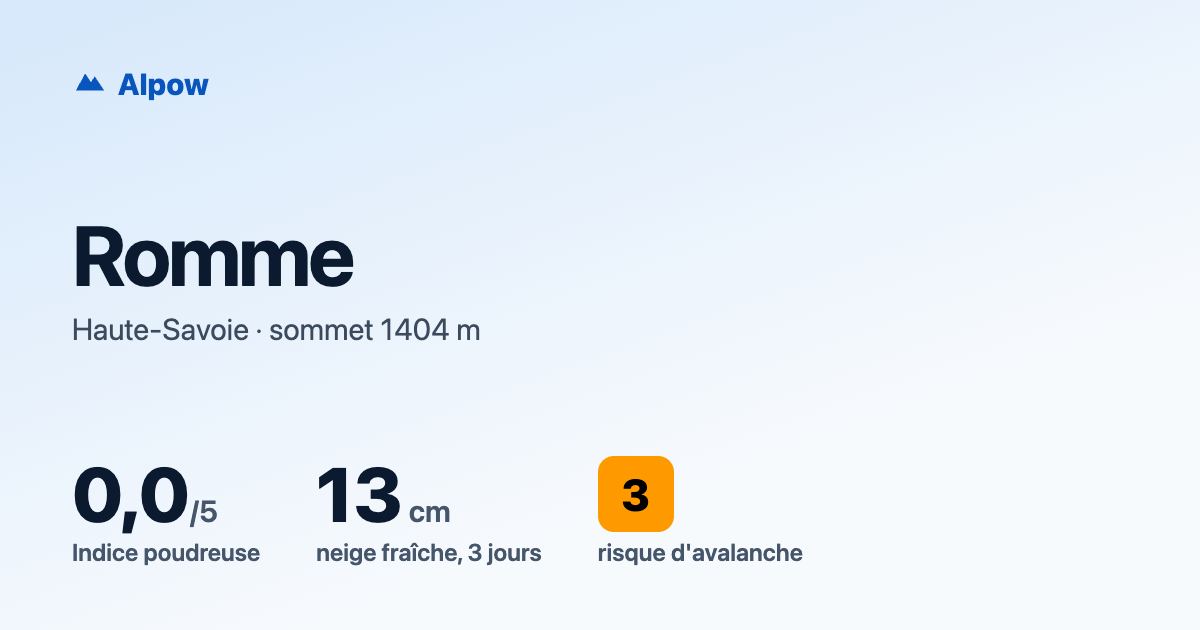 Alpow
Romme
Haute-Savoie · sommet 1404 m
0,0/5
Indice poudreuse
13 cm
neige fraîche, 3 jours
3
risque d'avalanche